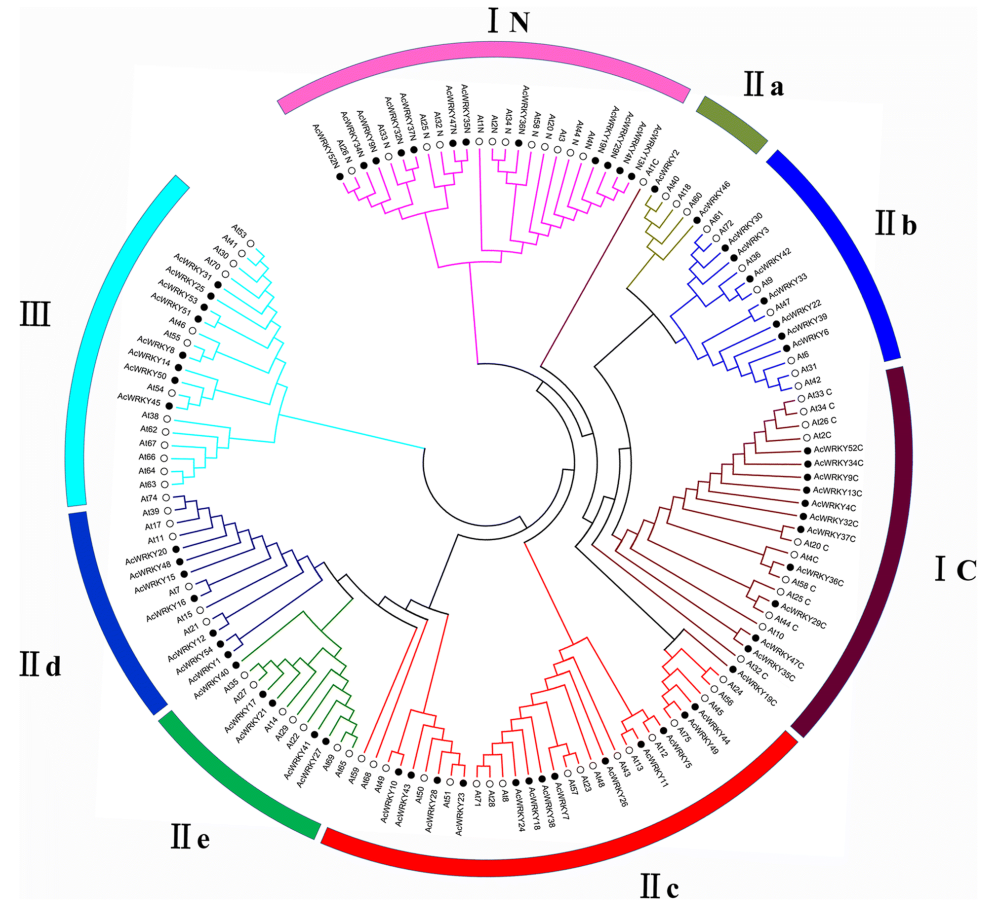 I N
II a
II b
I C
II c
II e
II d
III
AcWRKY52N
At26 N
AcWRKY34N
AcWRKY9N
At33 N
AcWRKY32N
AcWRKY37N
At25 N
At32 N
AcWRKY47N
AcWRKY35N
At1N
At2N
At34 N
AcWRKY36N
At58 N
At20 N
At3
At44 N
At4N
AcWRKY19N
AcWRKY29N
AcWRKY4N
AcWRKY13N
At1C
AcWRKY2
At40
At18
At60
AcWRKY46
At61
At72
AcWRKY30
AcWRKY3
At36
AcWRKY42
At9
AcWRKY33
At47
AcWRKY22
AcWRKY39
AcWRKY6
At6
At31
At42
At33 C
At34 C
At26 C
At2C
AcWRKY52C
AcWRKY34C
AcWRKY9C
AcWRKY13C
AcWRKY4C
AcWRKY32C
AcWRKY37C
At20 C
At4C
AcWRKY36C
At58 C
At25 C
AcWRKY29C
At44 C
At10
AcWRKY47C
AcWRKY35C
At32 C
AcWRKY19C
At24
At56
At45
AcWRKY44
AcWRKY49
At75
AcWRKY5
At12
AcWRKY11
At13
At43
AcWRKY26
At48
At23
At57
AcWRKY7
AcWRKY38
AcWRKY18
AcWRKY24
At8
At28
At71
AcWRKY23
At51
AcWRKY28
At50
AcWRKY43
AcWRKY10
At49
At68
At59
At65
At69
AcWRKY27
AcWRKY41
At22
At29
At14
AcWRKY21
AcWRKY17
At27
At35
AcWRKY40
AcWRKY1
AcWRKY54
AcWRKY12
At21
At15
AcWRKY16
At7
AcWRKY15
AcWRKY48
AcWRKY20
At11
At17
At39
At74
At63
At64
At66
At67
At62
At38
AcWRKY45
At54
AcWRKY50
AcWRKY14
AcWRKY8
At55
At46
AcWRKY51
AcWRKY53
AcWRKY25
AcWRKY31
At70
At30
At41
At53